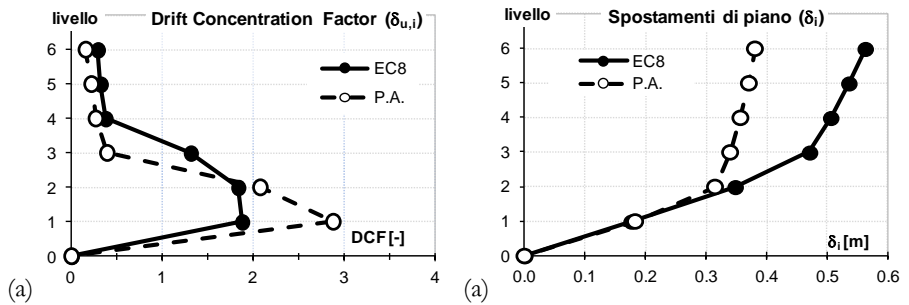 livello Drift Concentration Factor (δu,i)
6
5
4
3
2
1
0
EC8
P.A.
DCF [-]
0 1 2 3 4
(a)
livello Spostamenti di piano (δi)
6
5
4
3
2
1
0
EC8
P.A.
δi [m]
0.0 0.1 0.2 0.3 0.4 0.5 0.6
(a)